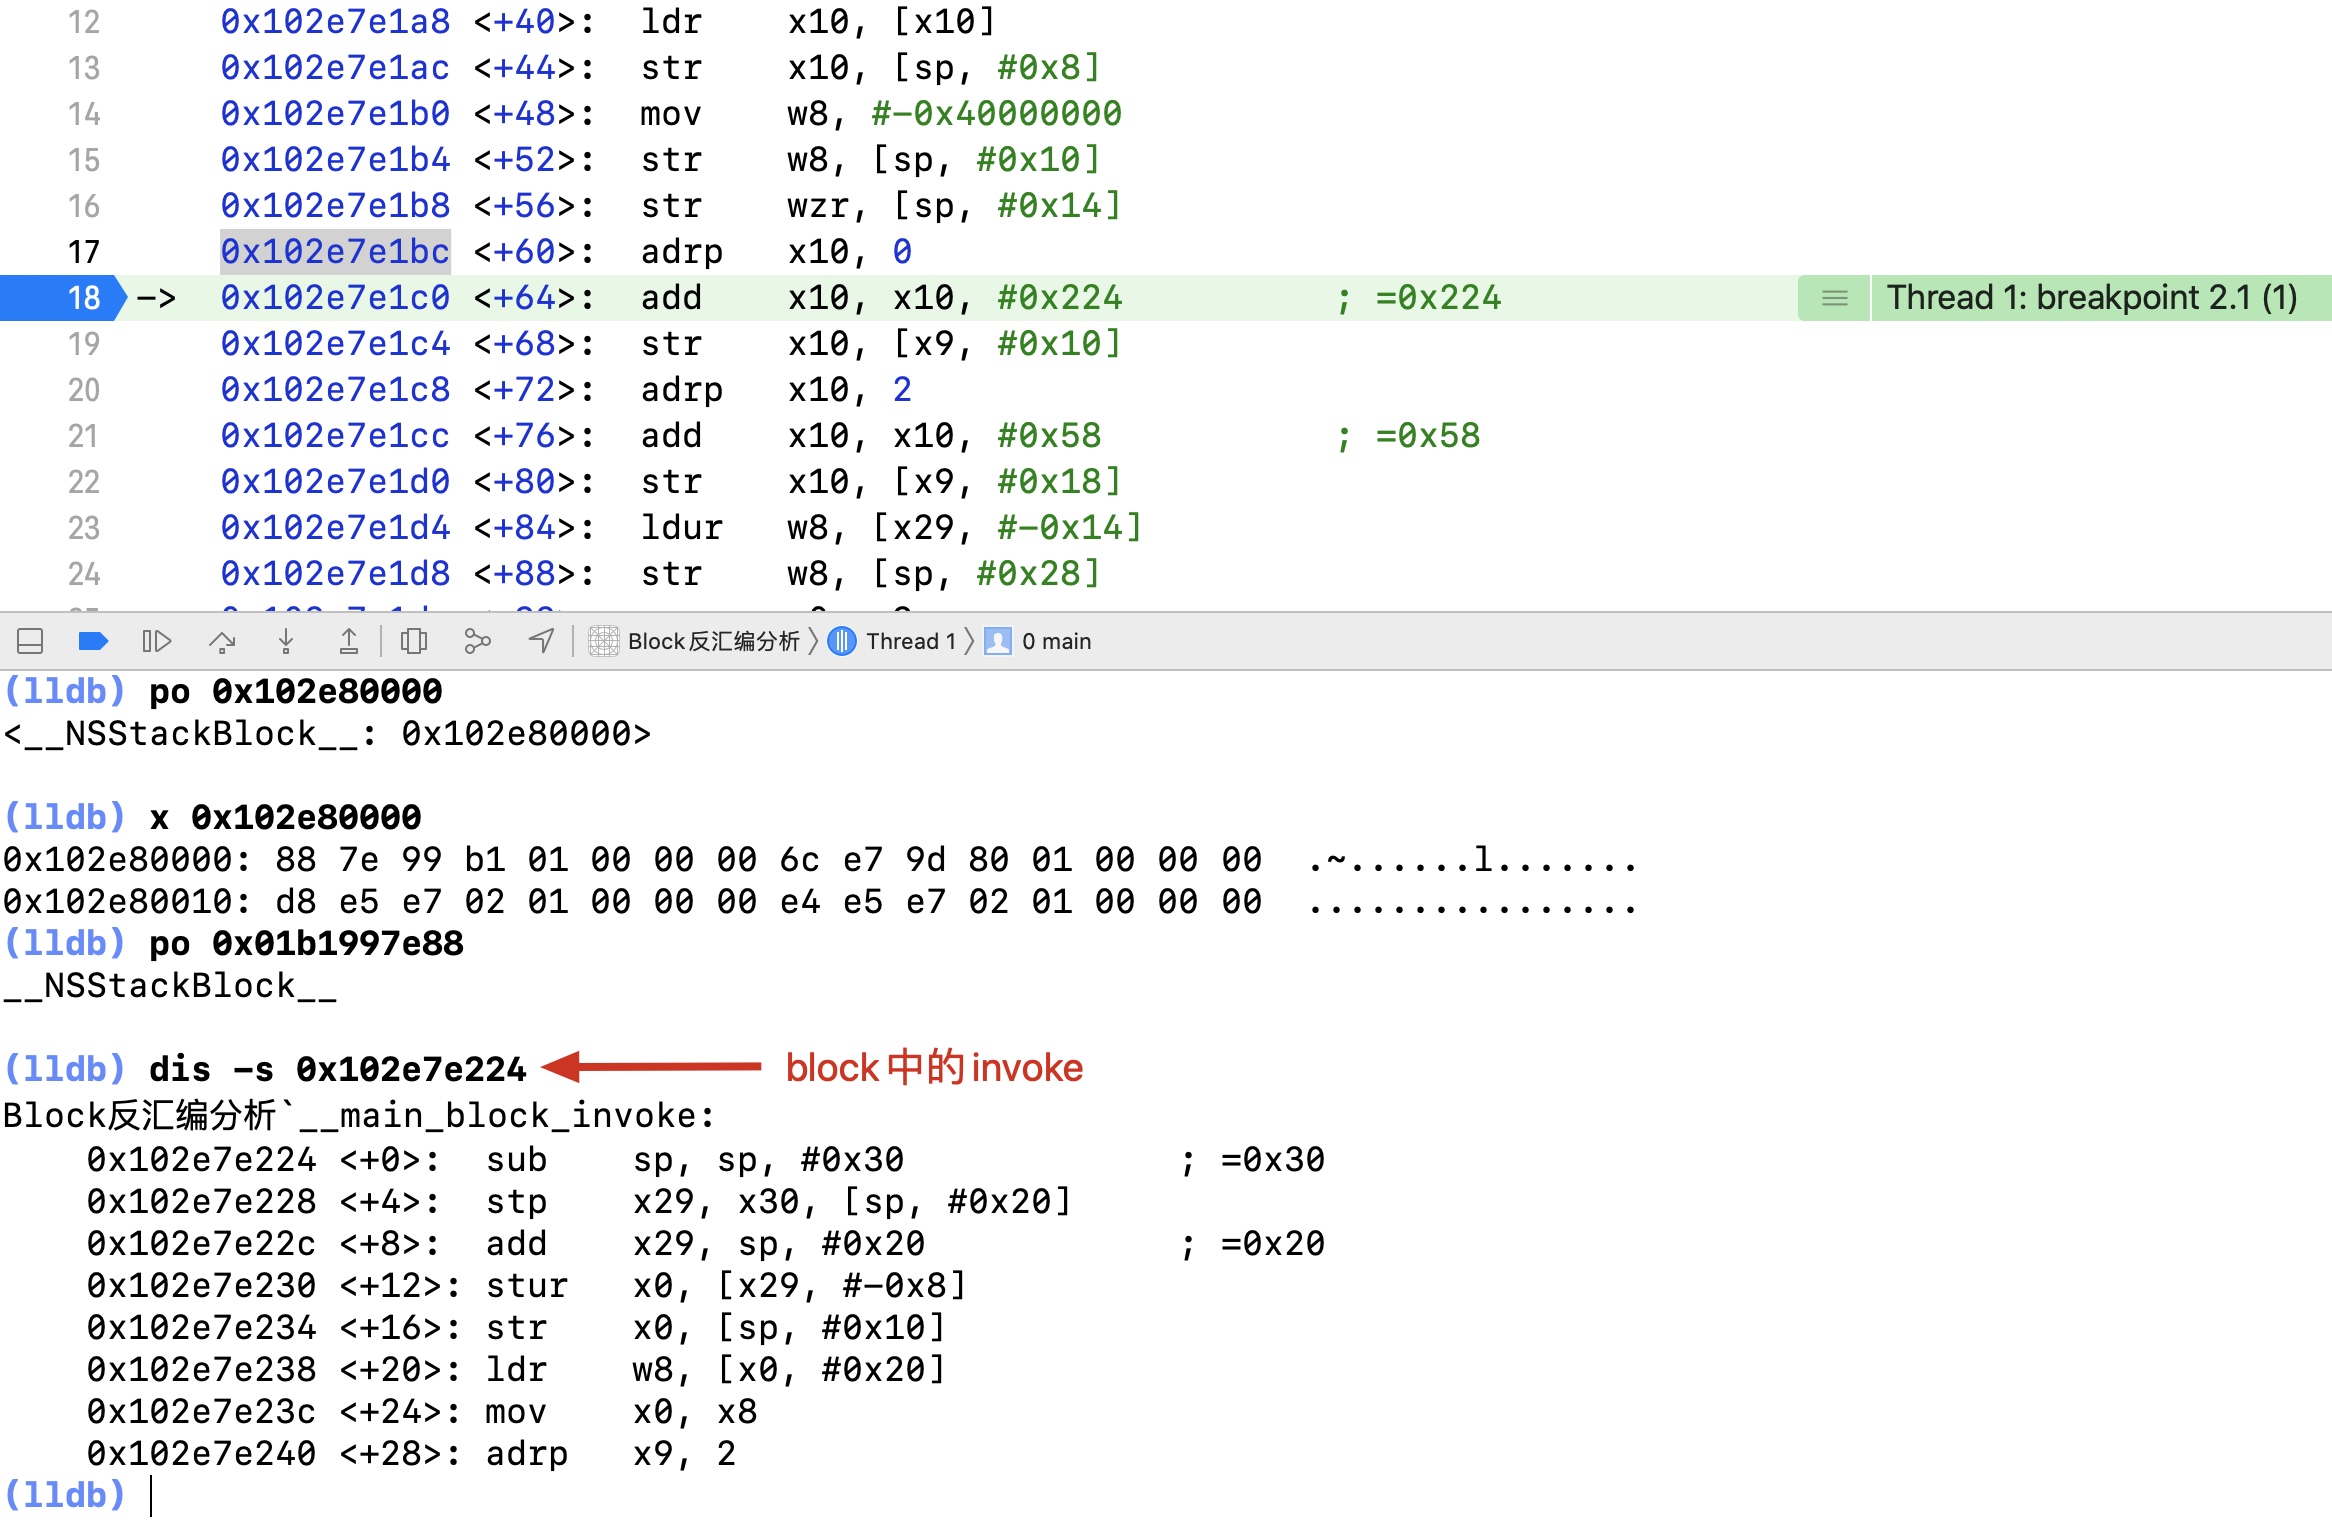 12 0x102e7e1a8 <+40>: ldr x10, [x10]
13 0x102e7e1ac <+44>: str x10, [sp, #0x8]
14 0x102e7e1b0 <+48>: mov w8, #-0x40000000
15 0x102e7e1b4 <+52>: str w8, [sp, #0x10]
16 0x102e7e1b8 <+56>: str wzr, [sp, #0x14]
17 0x102e7e1bc <+60>: adrp x10, 0
18 -> 0x102e7e1c0 <+64>: add x10, x10, #0x224 ; =0x224 Thread 1: breakpoint 2.1 (1)
19 0x102e7e1c4 <+68>: str x10, [x9, #0x10]
20 0x102e7e1c8 <+72>: adrp x10, 2
21 0x102e7e1cc <+76>: add x10, x10, #0x58 ; =0x58
22 0x102e7e1d0 <+80>: str x10, [x9, #0x18]
23 0x102e7e1d4 <+84>: ldur w8, [x29, #-0x14]
24 0x102e7e1d8 <+88>: str w8, [sp, #0x28]
Block反汇编分析 〉 Thread 1 〉 0 main
(lldb) po 0x102e80000
<__NSStackBlock__: 0x102e80000>
(lldb) x 0x102e80000
0x102e80000: 88 7e 99 b1 01 00 00 00 6c e7 9d 80 01 00 00 00 .~......l.......
0x102e80010: d8 e5 e7 02 01 00 00 00 e4 e5 e7 02 01 00 00 00 ................
(lldb) po 0x01b1997e88
__NSStackBlock__
(lldb) dis -s 0x102e7e224 block中的invoke
Block反汇编分析`__main_block_invoke:
0x102e7e224 <+0>: sub sp, sp, #0x30 ; =0x30
0x102e7e228 <+4>: stp x29, x30, [sp, #0x20]
0x102e7e22c <+8>: add x29, sp, #0x20 ; =0x20
0x102e7e230 <+12>: stur x0, [x29, #-0x8]
0x102e7e234 <+16>: str x0, [sp, #0x10]
0x102e7e238 <+20>: ldr w8, [x0, #0x20]
0x102e7e23c <+24>: mov x0, x8
0x102e7e240 <+28>: adrp x9, 2
(lldb)